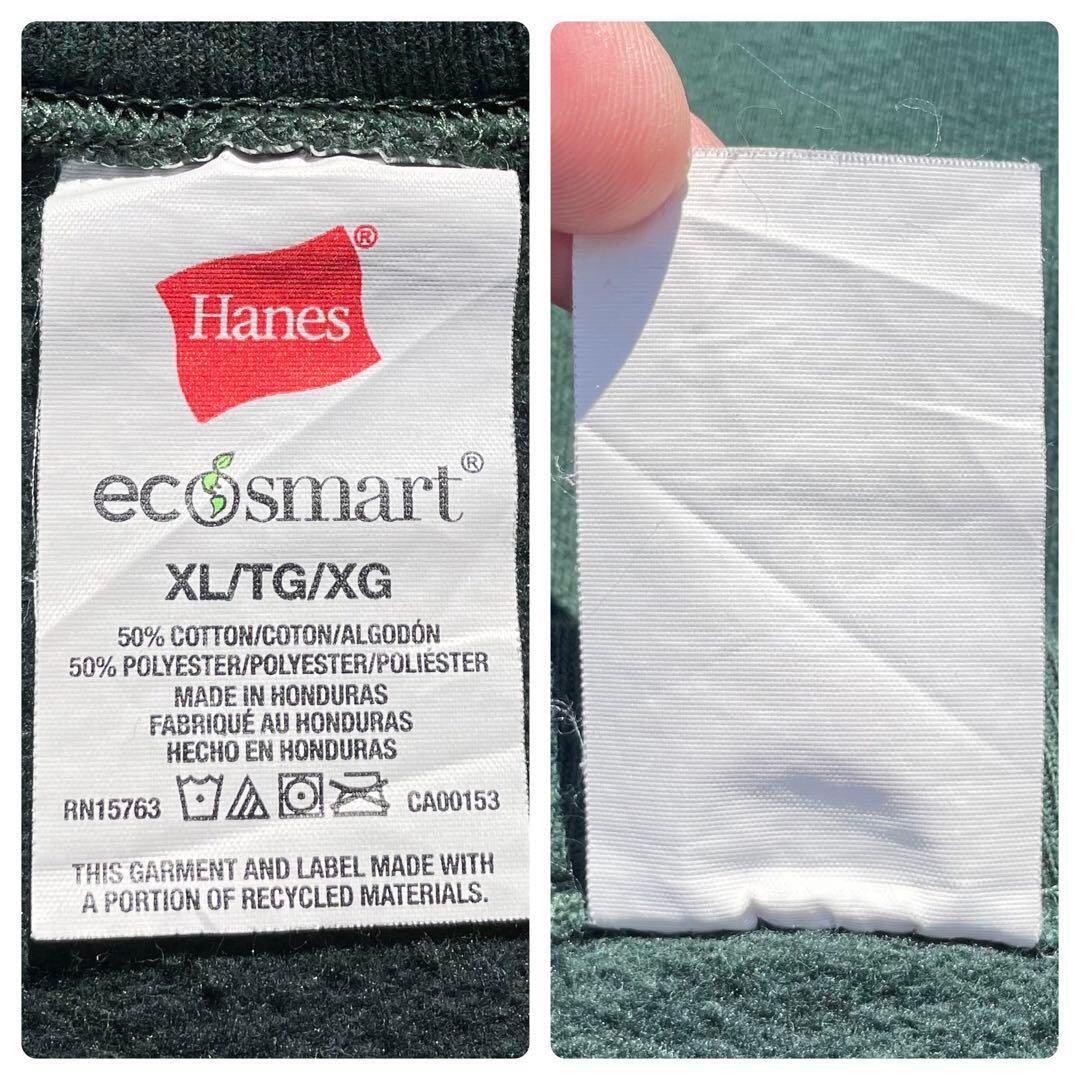 Hanes®
ecosmart®
XL/TG/XG
50% COTTON/COTON/ALGODÓN
50% POLYESTER/POLYESTER/POLIÉSTER
MADE IN HONDURAS
FABRIQUÉ AU HONDURAS
HECHO EN HONDURAS
RN15763 CA00153
THIS GARMENT AND LABEL MADE WITH
A PORTION OF RECYCLED MATERIALS.